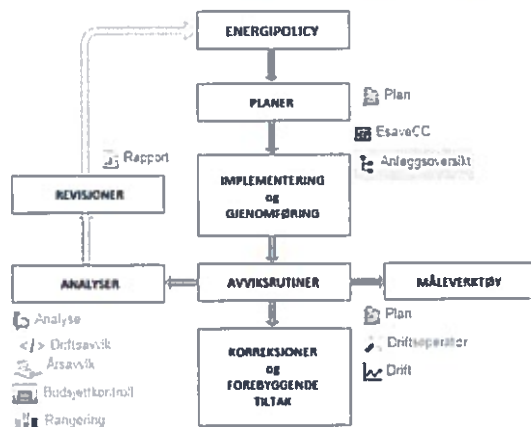 ENERGIPOLICY
PLANER
Plan
EsaveCC
Rapport
Anleggsoversikt
REVISJONER
IMPLEMENTERING
og
GJENOMFØRING
ANALYSER
AVVIKSRUTINER
MÅLEVERKTØY
Analyse
</> Driftsavvik
Årsavvik
Budsjettkontroll
Rangering
Plan
Driftseperatør
Drift
KORREKSJONER
og
FOREBYGGENDE
TILTAK